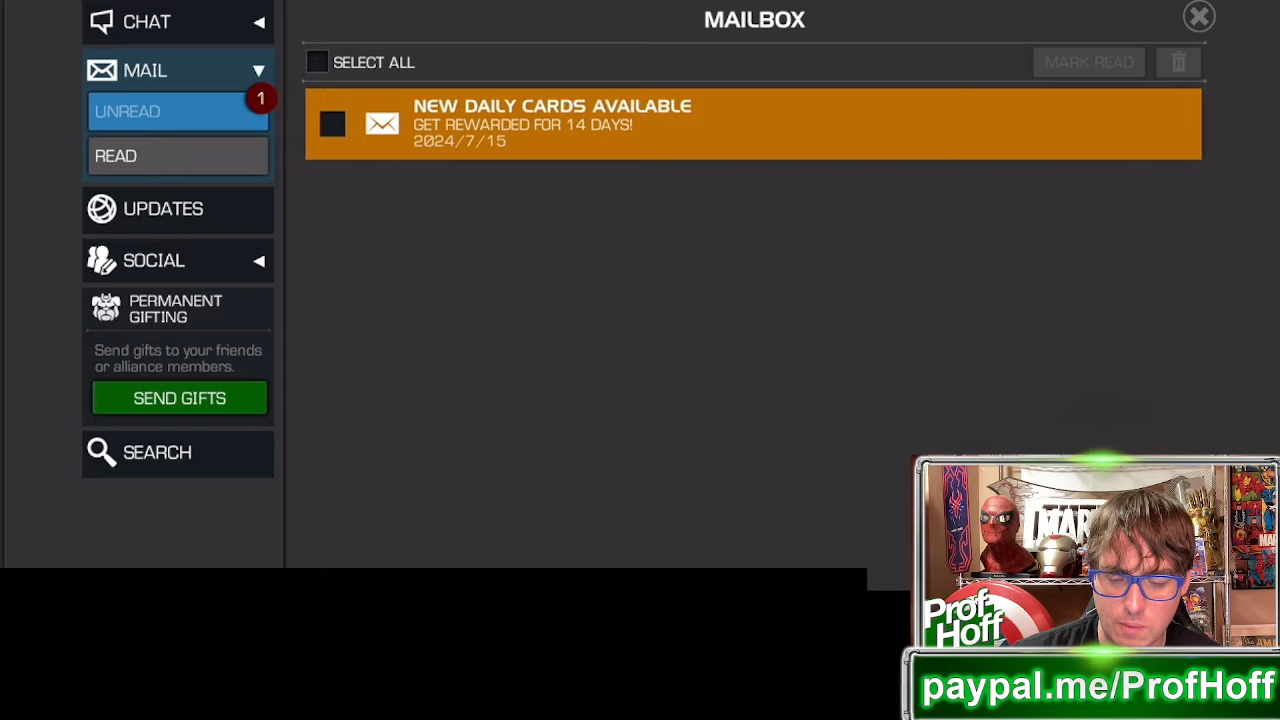 CHAT
MAIL
1
UNREAD
READ
UPDATES
SOCIAL
PERMANENT
GIFTING
Send gifts to your friends
or alliance members.
SEND GIFTS
SEARCH
MAILBOX
SELECT ALL
MARK READ
NEW DAILY CARDS AVAILABLE
GET REWARDED FOR 14 DAYS!
2024/7/15
MAR
Prof
Hoff
paypal.me/ProfHoff